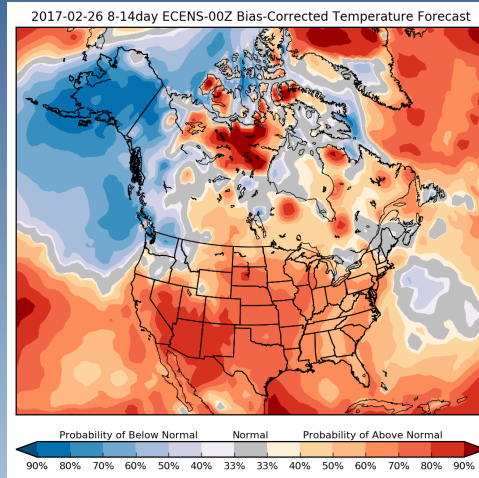 2017-02-26 8-14day ECENS-00Z Bias-Corrected Temperature Forecast
Probability of Below Normal Normal Probability of Above Normal
90% 80% 70% 60% 50% 40% 33% 33% 40% 50% 60% 70% 80% 90%